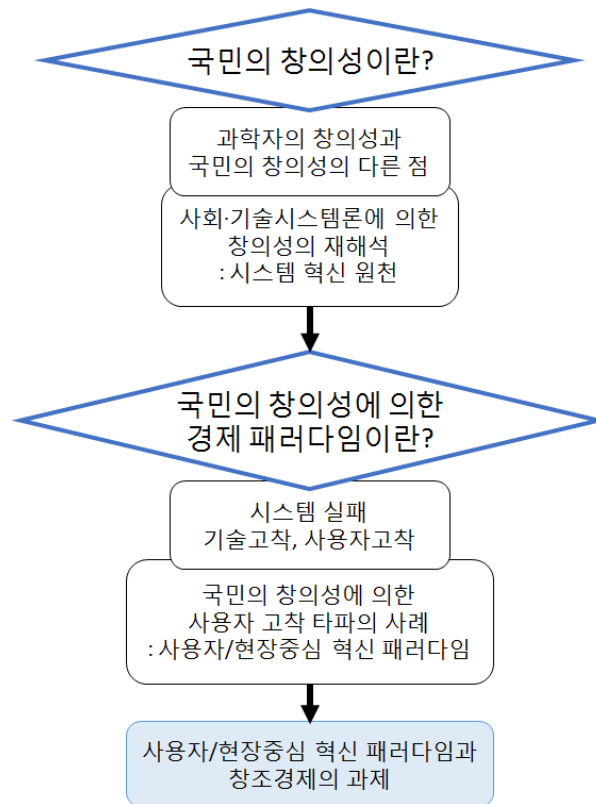 국민의 창의성이란?
과학자의 창의성과
국민의 창의성의 다른 점
사회·기술시스템론에 의한
창의성의 재해석
: 시스템 혁신 원천
국민의 창의성에 의한
경제 패러다임이란?
시스템 실패
기술고착, 사용자고착
국민의 창의성에 의한
사용자 고착 타파의 사례
: 사용자/현장중심 혁신 패러다임
사용자/현장중심 혁신 패러다임과
창조경제의 과제